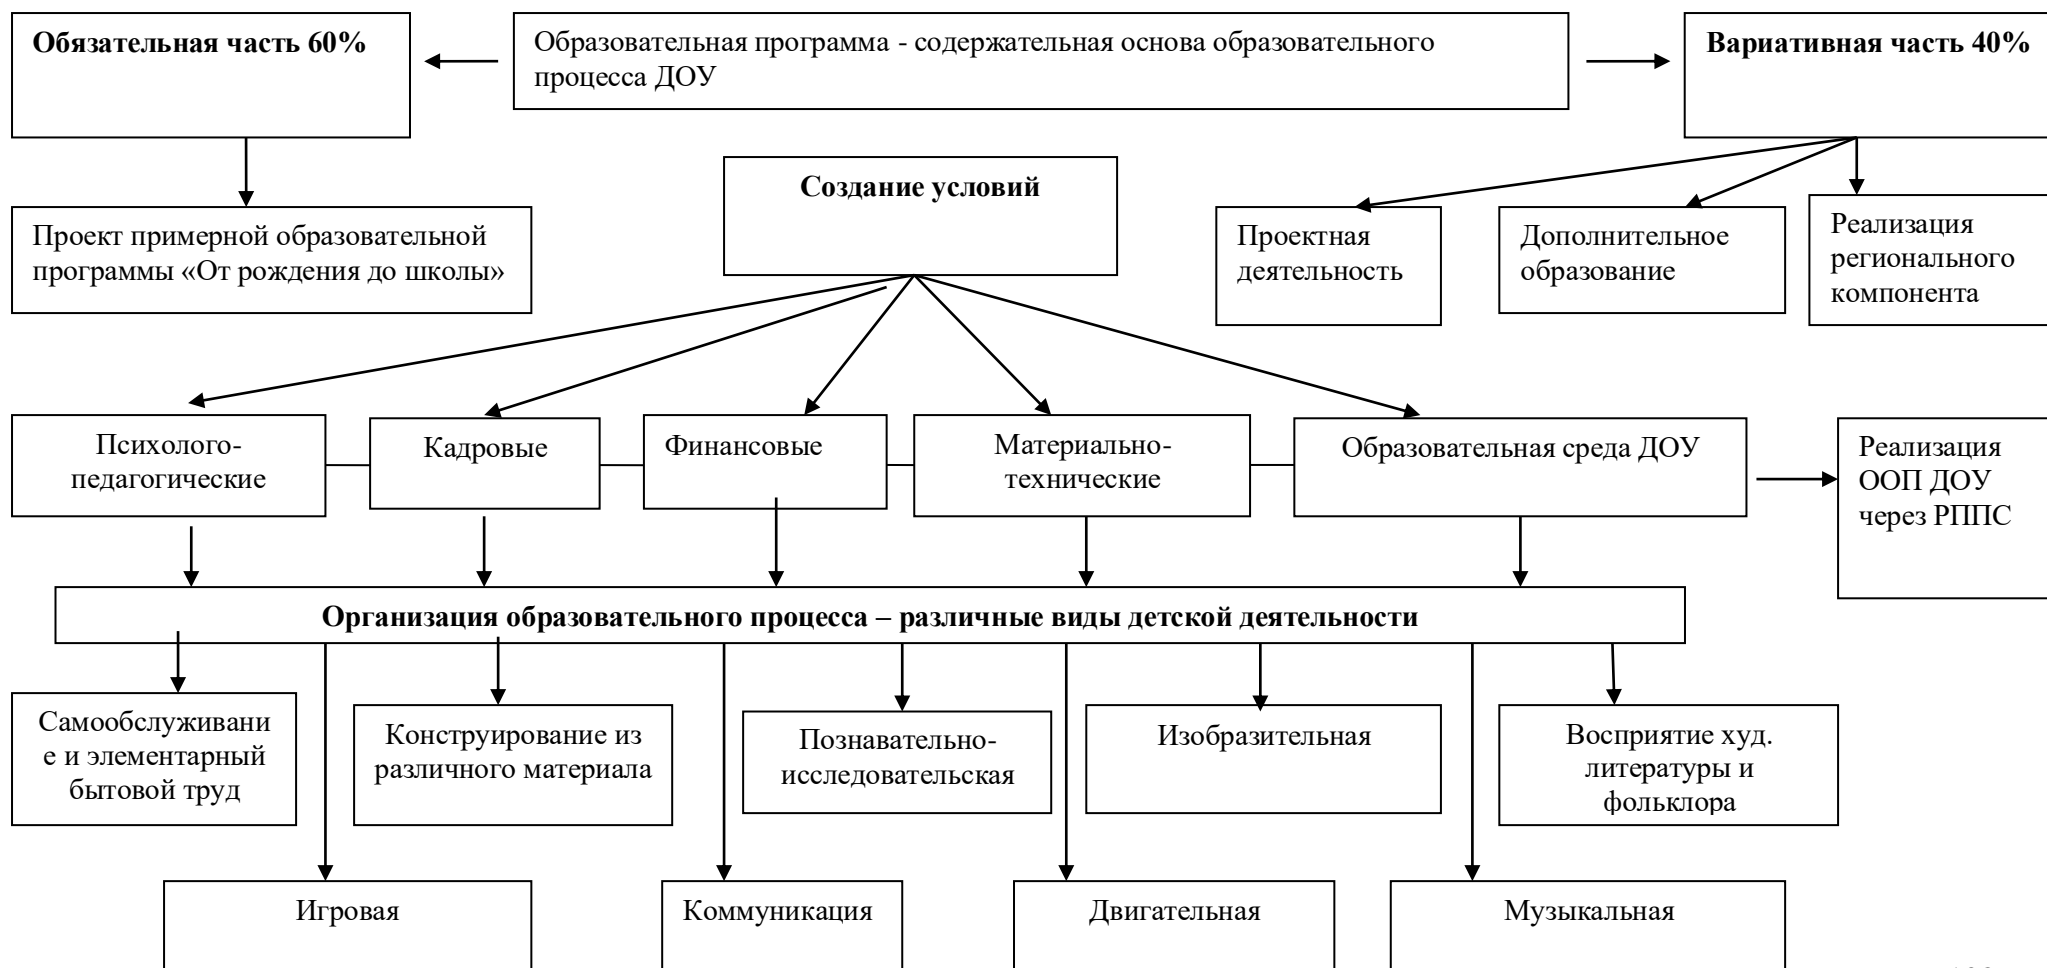 Обязательная часть 60%
Образовательная программа - содержательная основа образовательного
процесса ДОУ
Вариативная часть 40%
Создание условий
Проект примерной образовательной
программы «От рождения до школы»
Проектная
деятельность
Дополнительное
образование
Реализация
регионального
компонента
Психолого-
педагогические
Кадровые
Финансовые
Материально-
технические
Образовательная среда ДОУ
Реализация
ООП ДОУ
через РППС
Организация образовательного процесса – различные виды детской деятельности
Самообслуживани
е и элементарный
бытовой труд
Конструирование из
различного материала
Познавательно-
исследовательская
Изобразительная
Восприятие худ.
литературы и
фольклора
Игровая
Коммуникация
Двигательная
Музыкальная